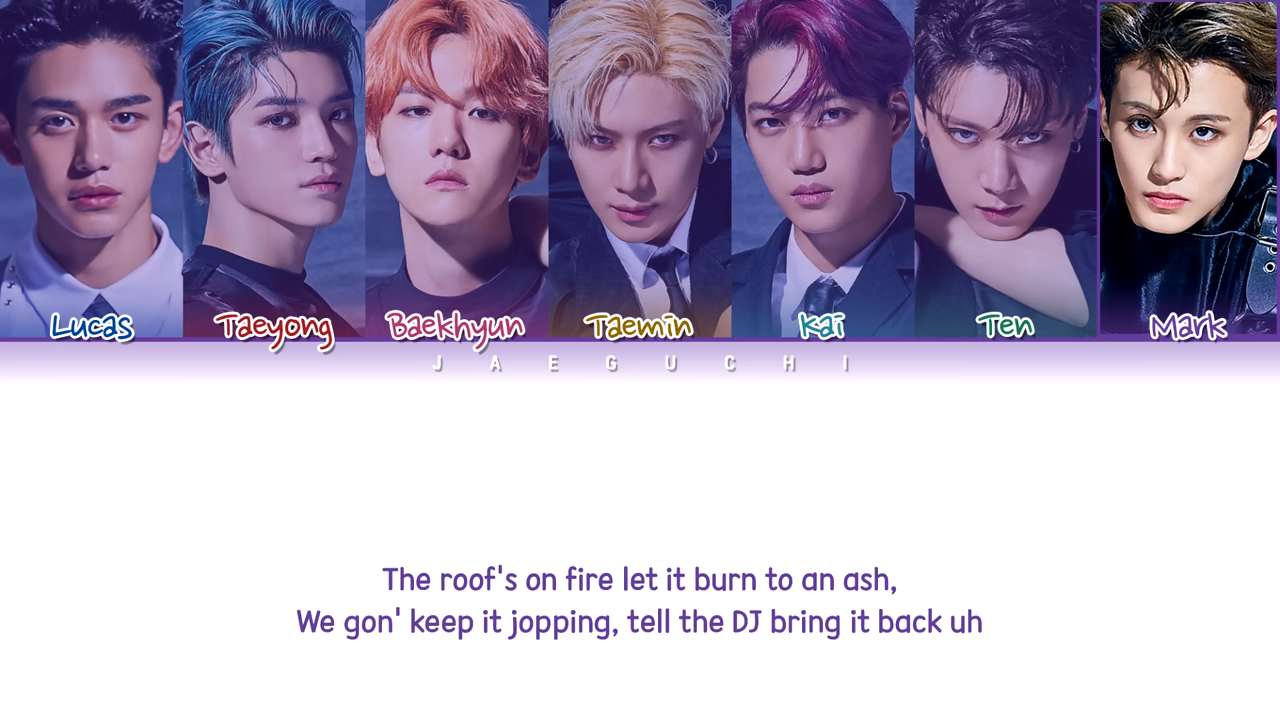 Lucas Taeyong Baekhyun Taemin Kai Ten Mark
J A E G U C H I
The roof's on fire let it burn to an ash,
We gon' keep it jopping, tell the DJ bring it back uh